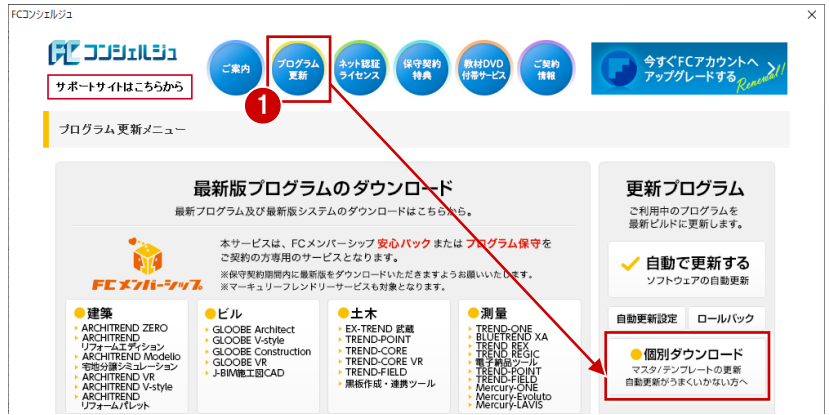 FCコンシェルジュ
FC コンシェルジュ
サポートサイトはこちらから
ご案内
プログラム
更新
ネット認証
ライセンス
保守契約
特典
教材DVD
付帯サービス
ご契約
情報
今すぐFCアカウントへ
アップグレードする
Renewal!
1
プログラム更新メニュー
最新版プログラムのダウンロード
最新プログラム及び最新版システムのダウンロードはこちらから。
FCメンバーシップ
本サービスは、FCメンバーシップ 安心パック または プログラム保守を
ご契約の方専用のサービスとなります。
※保守契約期間内に最新版をダウンロードいただきますようお願いいたします。
※マーキュリーフレンドリーサービスも対象となります。
建築
ARCHITREND ZERO
ARCHITREND
リフォームエディション
ARCHITREND Modelio
宅地分譲シミュレーション
ARCHITREND VR
ARCHITREND V-style
ARCHITREND
リフォームパレット
ビル
GLOOBE Architect
GLOOBE V-style
GLOOBE Construction
GLOOBE VR
J-BIM施工図CAD
土木
EX-TREND 武蔵
TREND-POINT
TREND-CORE
TREND-CORE VR
TREND-FIELD
黒板作成・連携ツール
測量
TREND-ONE
BLUETREND XA
TREND REX
TREND REGIC
電子納品ツール
TREND-POINT
TREND-FIELD
Mercury-ONE
Mercury-Evoluto
Mercury-LAVIS
更新プログラム
ご利用中のプログラムを
最新ビルドに更新します。
自動で更新する
ソフトウェアの自動更新
自動更新設定
ロールバック
個別ダウンロード
マスタ/テンプレートの更新
自動更新がうまくいかない方へ